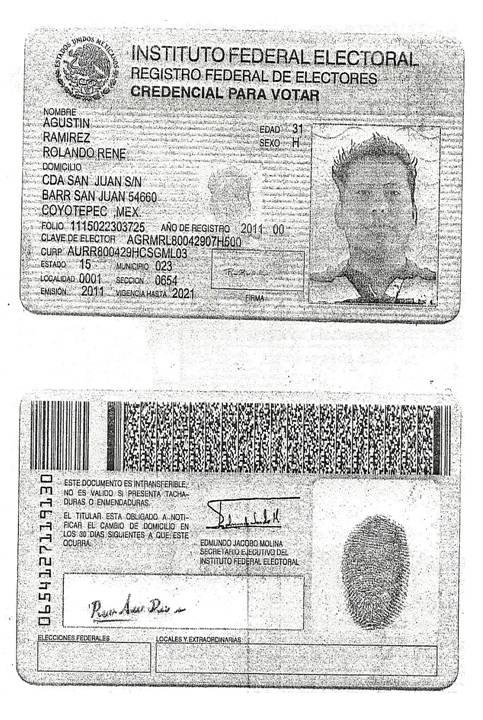 ESTADOS UNIDOS MEXICANOS
INSTITUTO FEDERAL ELECTORAL
REGISTRO FEDERAL DE ELECTORES
CREDENCIAL PARA VOTAR
NOMBRE
AGUSTIN
RAMIREZ
ROLANDO RENE
EDAD 31
SEXO H
DOMICILIO
CDA SAN JUAN S/N
BARR SAN JUAN 54660
COYOTEPEC ,MEX.
FOLIO 1115022303725 AÑO DE REGISTRO 2011 00
CLAVE DE ELECTOR AGRMRL80042907H500
CURP AURR800429HCSGML03
ESTADO 15 MUNICIPIO 023
LOCALIDAD 0001 SECCION 0654
EMISIÓN 2011 VIGENCIA HASTA 2021
FIRMA
0654127119130
ESTE DOCUMENTO ES INTRANSFERIBLE,
NO ES VALIDO SI PRESENTA TACHA-
DURAS O ENMENDADURAS.
EL TITULAR ESTA OBLIGADO A NOTI-
FICAR EL CAMBIO DE DOMICILIO EN
LOS 30 DIAS SIGUIENTES A QUE ESTE
OCURRA.
EDMUNDO JACOBO MOLINA
SECRETARIO EJECUTIVO DEL
INSTITUTO FEDERAL ELECTORAL
ELECCIONES FEDERALES
LOCALES Y EXTRAORDINARIAS